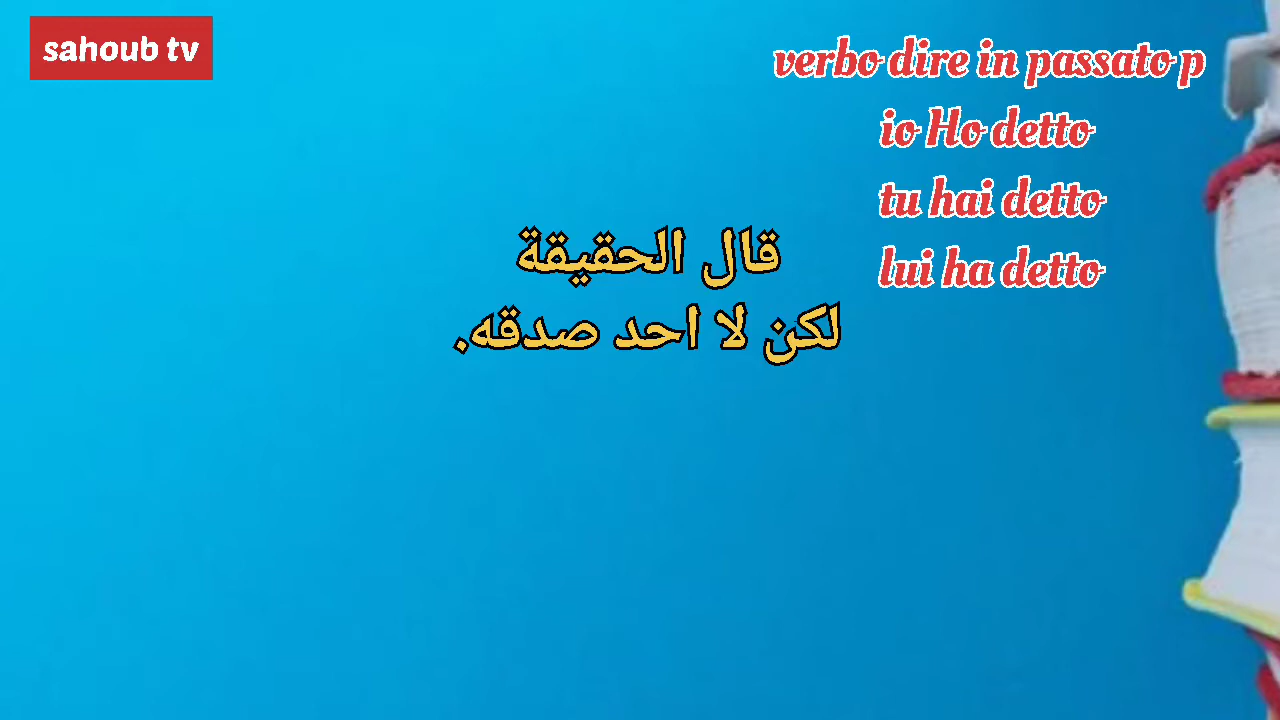 sahoub tv
verbo dire in passato p
io Ho detto
tu hai detto
lui ha detto
قال الحقيقة
لكن لا احد صدقه.